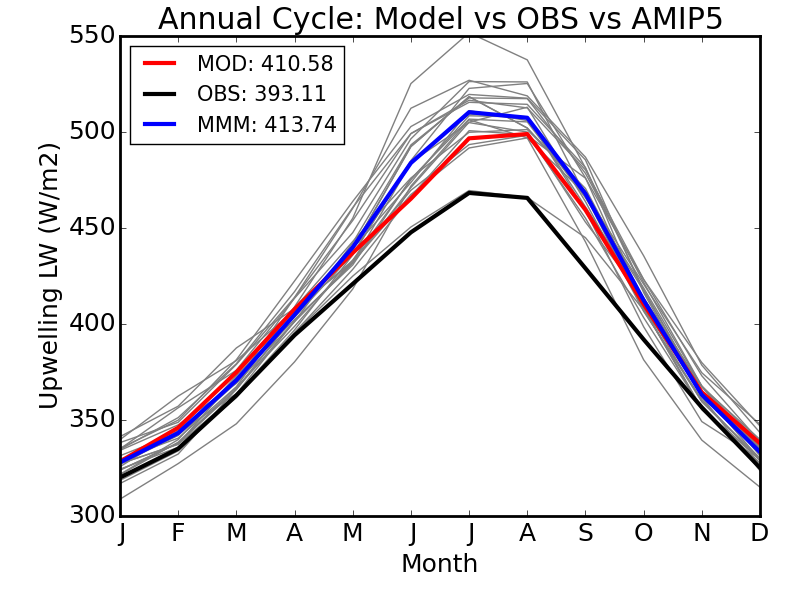 Annual Cycle: Model vs OBS vs AMIP5
550
500
450
400
350
300
Upwelling LW (W/m2)
MOD: 410.58
OBS: 393.11
MMM: 413.74
J F M A M J J A S O N D
Month